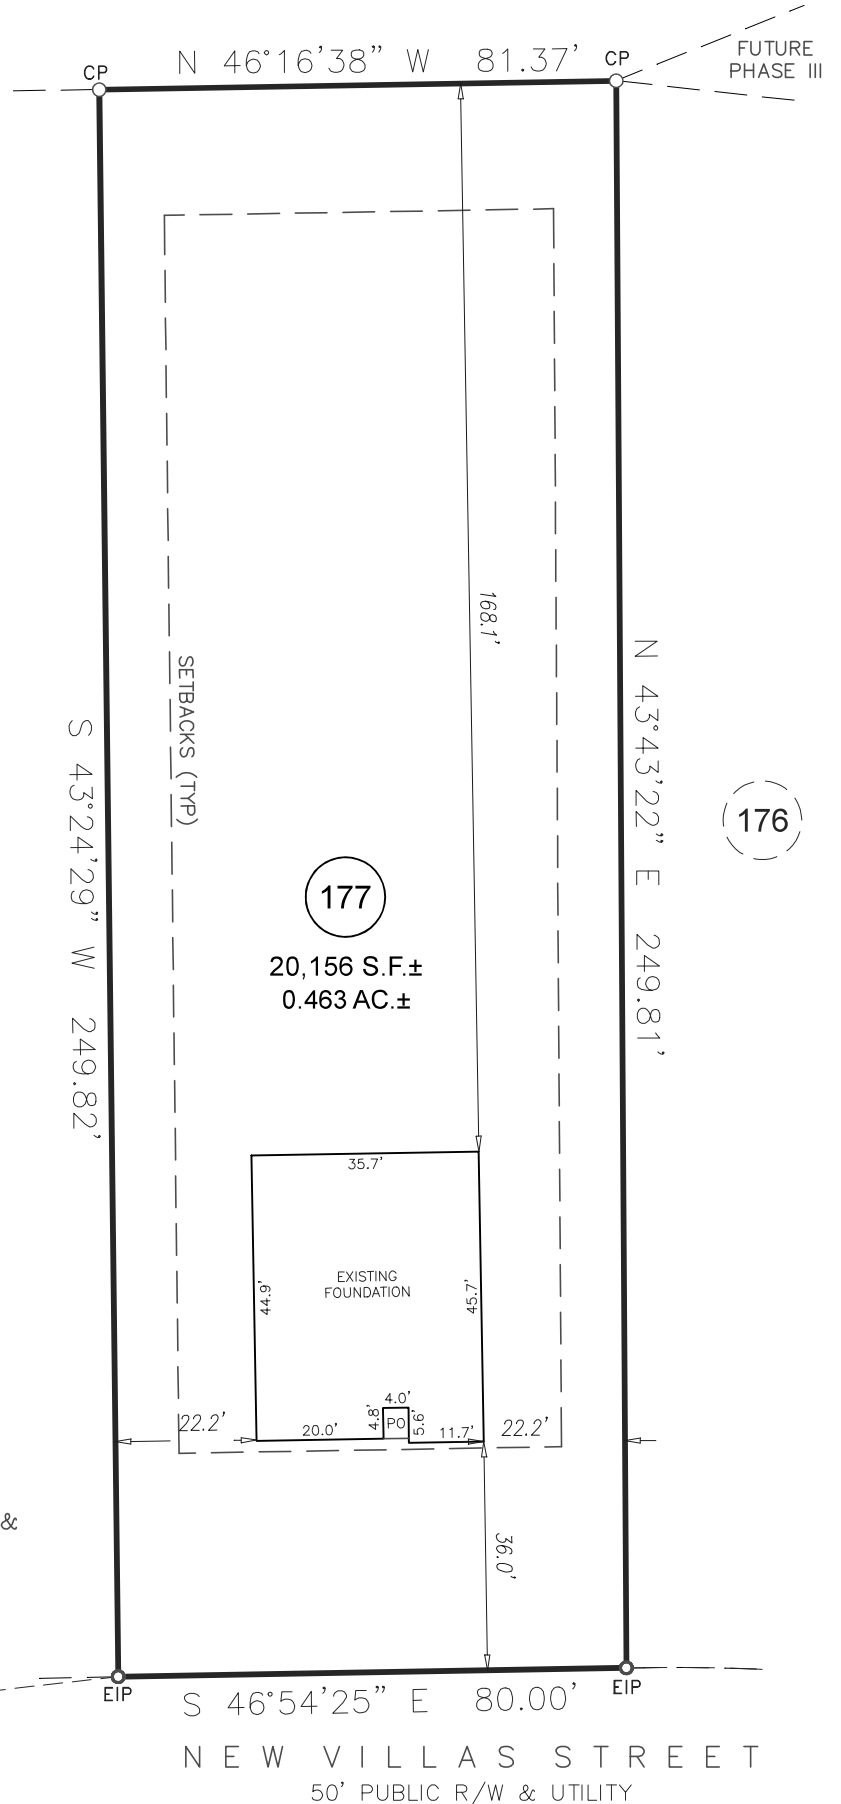 N 46°16'38" W 81.37'
CP
CP
FUTURE
PHASE III
168.1'
SETBACKS (TYP)
S 43°24'29" W 249.82'
N 43°43'22" E 249.81'
176
177
20,156 S.F.±
0.463 AC.±
35.7'
EXISTING
FOUNDATION
44.9'
45.7'
4.0'
4.8'
PO
5.6'
20.0'
11.7'
22.2'
22.2'
36.0'
&
EIP
EIP
S 46°54'25" E 80.00'
NEW VILLAS STREET
50' PUBLIC R/W & UTILITY